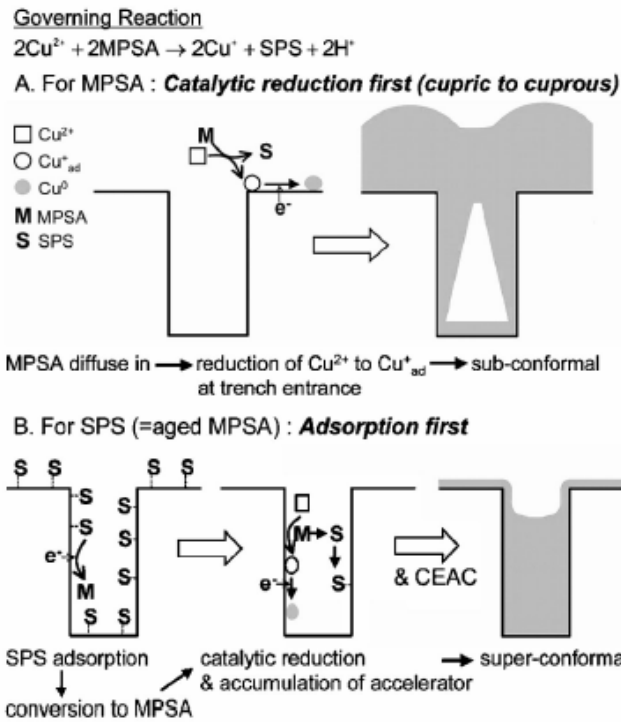 Governing Reaction
2Cu²⁺ + 2MPSA → 2Cu⁺ + SPS + 2H⁺
A. For MPSA : Catalytic reduction first (cupric to cuprous)
Cu²⁺
Cu⁺ad
Cu⁰
M MPSA
S SPS
M
S
e⁻
MPSA diffuse in → reduction of Cu²⁺ to Cu⁺ad → sub-conformal
at trench entrance
B. For SPS (=aged MPSA) : Adsorption first
S S S S
S S
S S
e⁻ S
M
S S
M → S
e⁻ S
& CEAC
SPS adsorption
catalytic reduction → super-conforma
& accumulation of accelerator
conversion to MPSA